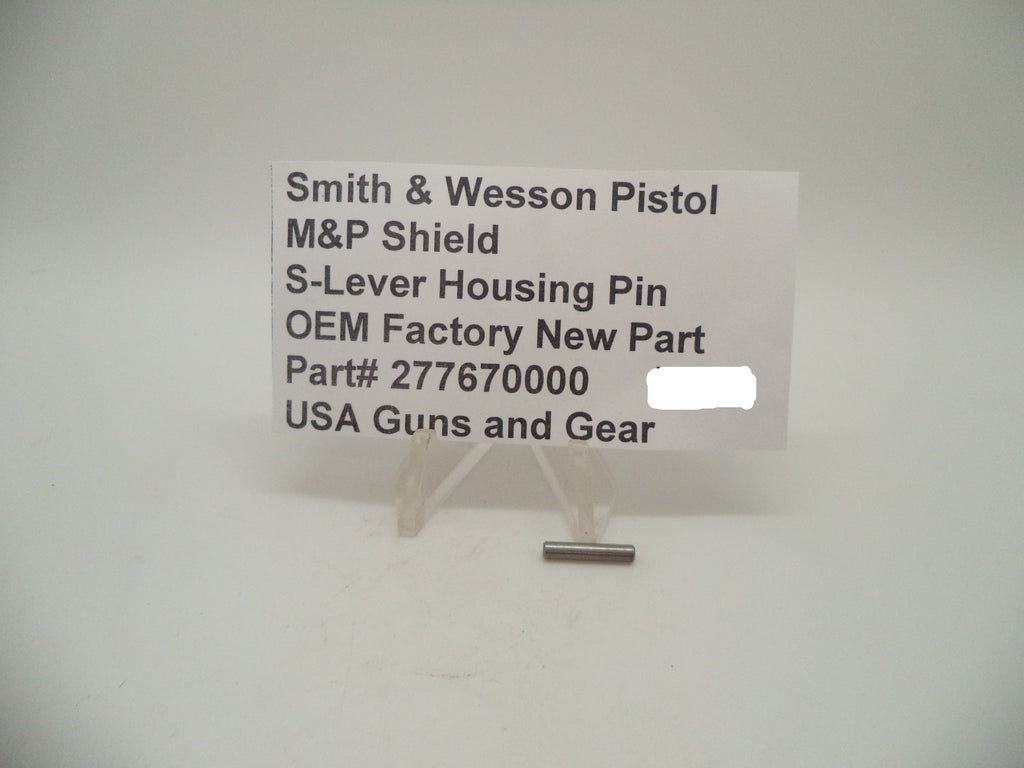 Smith & Wesson Pistol
M&P Shield
S-Lever Housing Pin
OEM Factory New Part
Part# 277670000
USA Guns and Gear